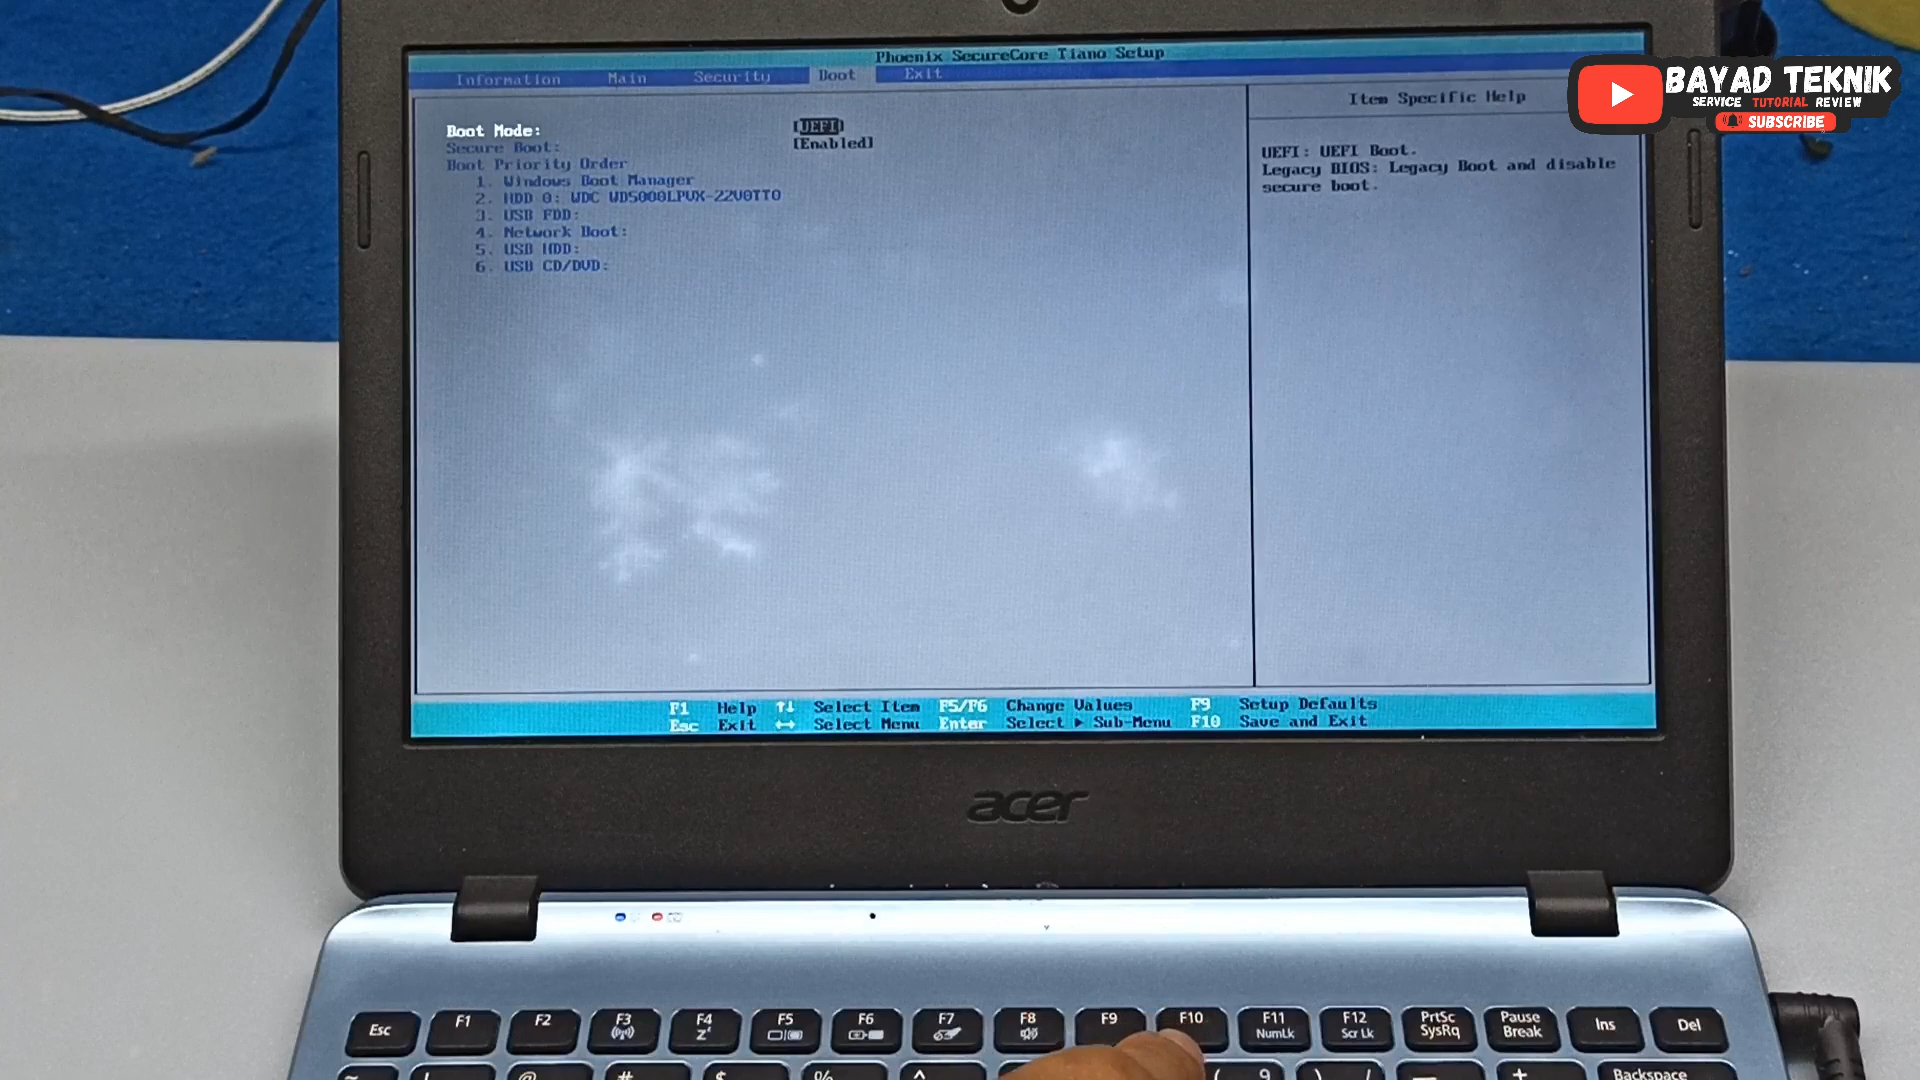 Phoenix SecureCore Tiano Setup
Information Main Security Boot Exit
Item Specific Help
Boot Mode: [UEFI]
Secure Boot: [Enabled]
Boot Priority Order
1. Windows Boot Manager
2. HDD 0: WDC WD5000LPVX-22V0TT0
3. USB FDD:
4. Network Boot:
5. USB HDD:
6. USB CD/DVD:
UEFI: UEFI Boot.
Legacy BIOS: Legacy Boot and disable
secure boot.
F1 Help ↑↓ Select Item F5/F6 Change Values F9 Setup Defaults
Esc Exit ↔ Select Menu Enter Select ▶ Sub-Menu F10 Save and Exit
BAYAD TEKNIK
SERVICE TUTORIAL REVIEW
SUBSCRIBE
acer
Esc F1 F2 F3 F4 F5 F6 F7 F8 F9 F10 F11 F12 PrtSc Pause Ins Del
Zz NumLk Scr Lk SysRq Break
~ ! @ # $ % ^ ( 9 ) / — + Backspace